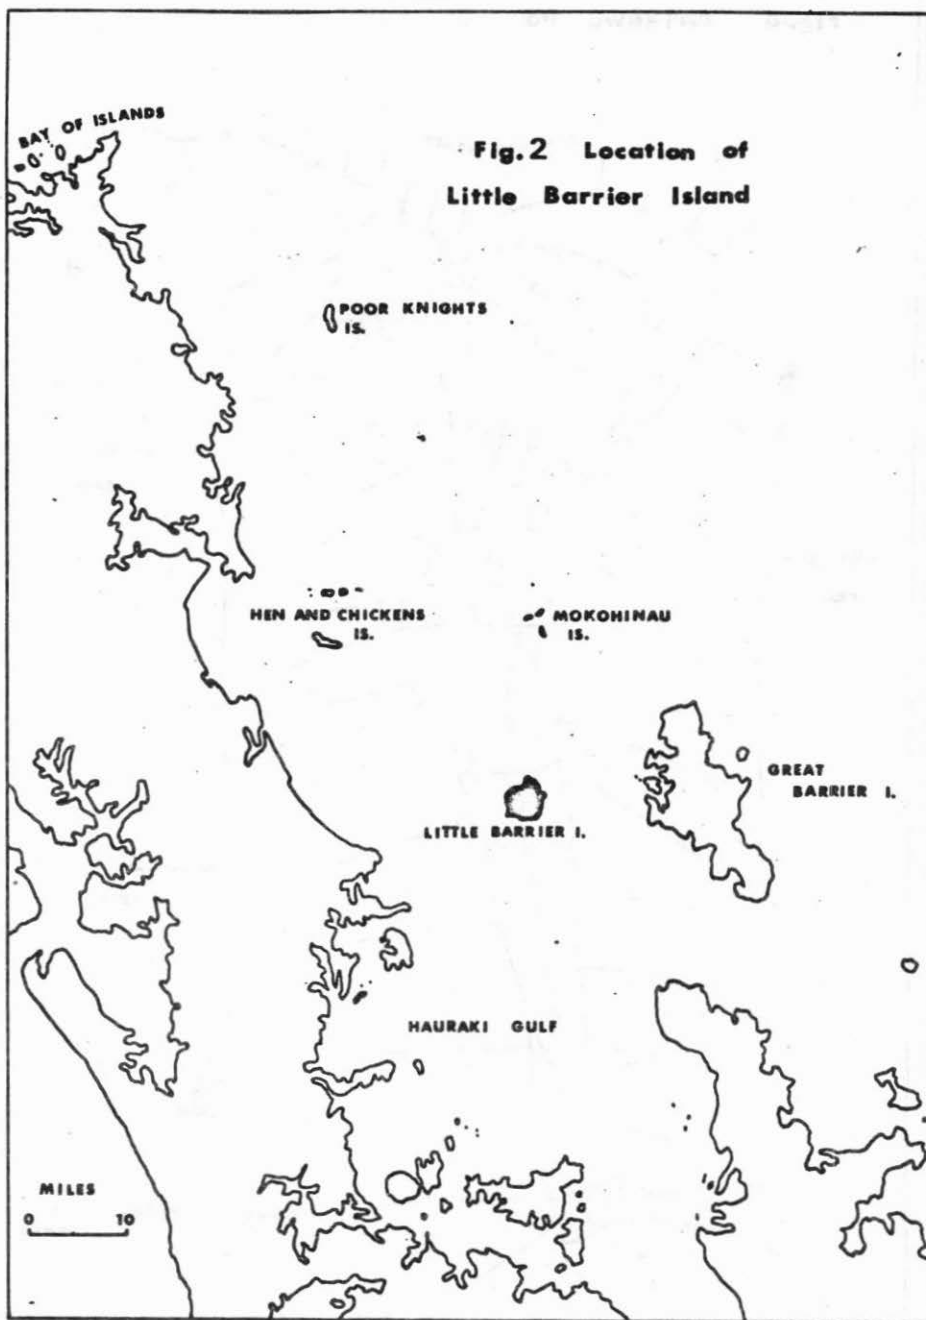 BAY OF ISLANDS
Fig. 2 Location of
Little Barrier Island
POOR KNIGHTS
IS.
HEN AND CHICKENS
IS.
MOKOHINAU
IS.
GREAT
BARRIER I.
LITTLE BARRIER I.
HAURAKI GULF
MILES
0 10